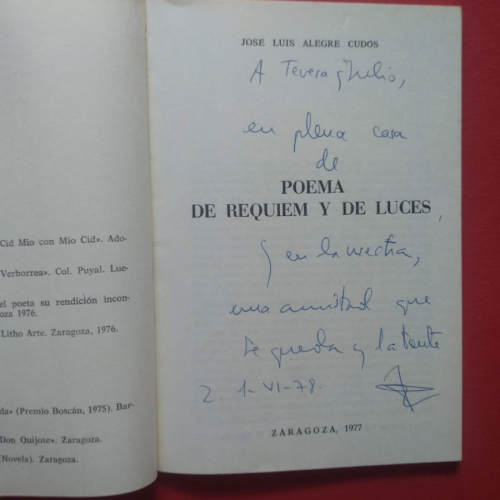 Cid Mio con Mio Cid». Ado-
Verborrea». Col. Puyal. Lue-
el poeta su rendición incon-
oza 1976.
Litho Arte. Zaragoza, 1976.
da» (Premio Boscán, 1975). Bar-
Don Quijote». Zaragoza.
(Novela). Zaragoza.
JOSÉ LUIS ALEGRE CUDÓS
A Teresa y Julio,
en plena casa
de
POEMA
DE REQUIEM Y DE LUCES,
y en la vuestra,
una amistad que
se queda y latente
Z. 1-VI-78.
ZARAGOZA, 1977